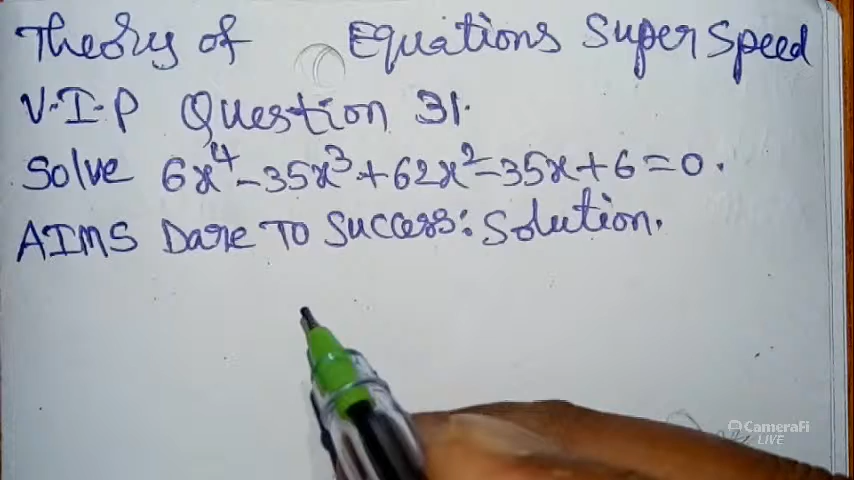 Theory of Equations Super Speed
V.I.P Question 31.
Solve 6x⁴-35x³+62x²-35x+6=0.
AIMS Dare To Success: Solution.
CameraFi
LIVE